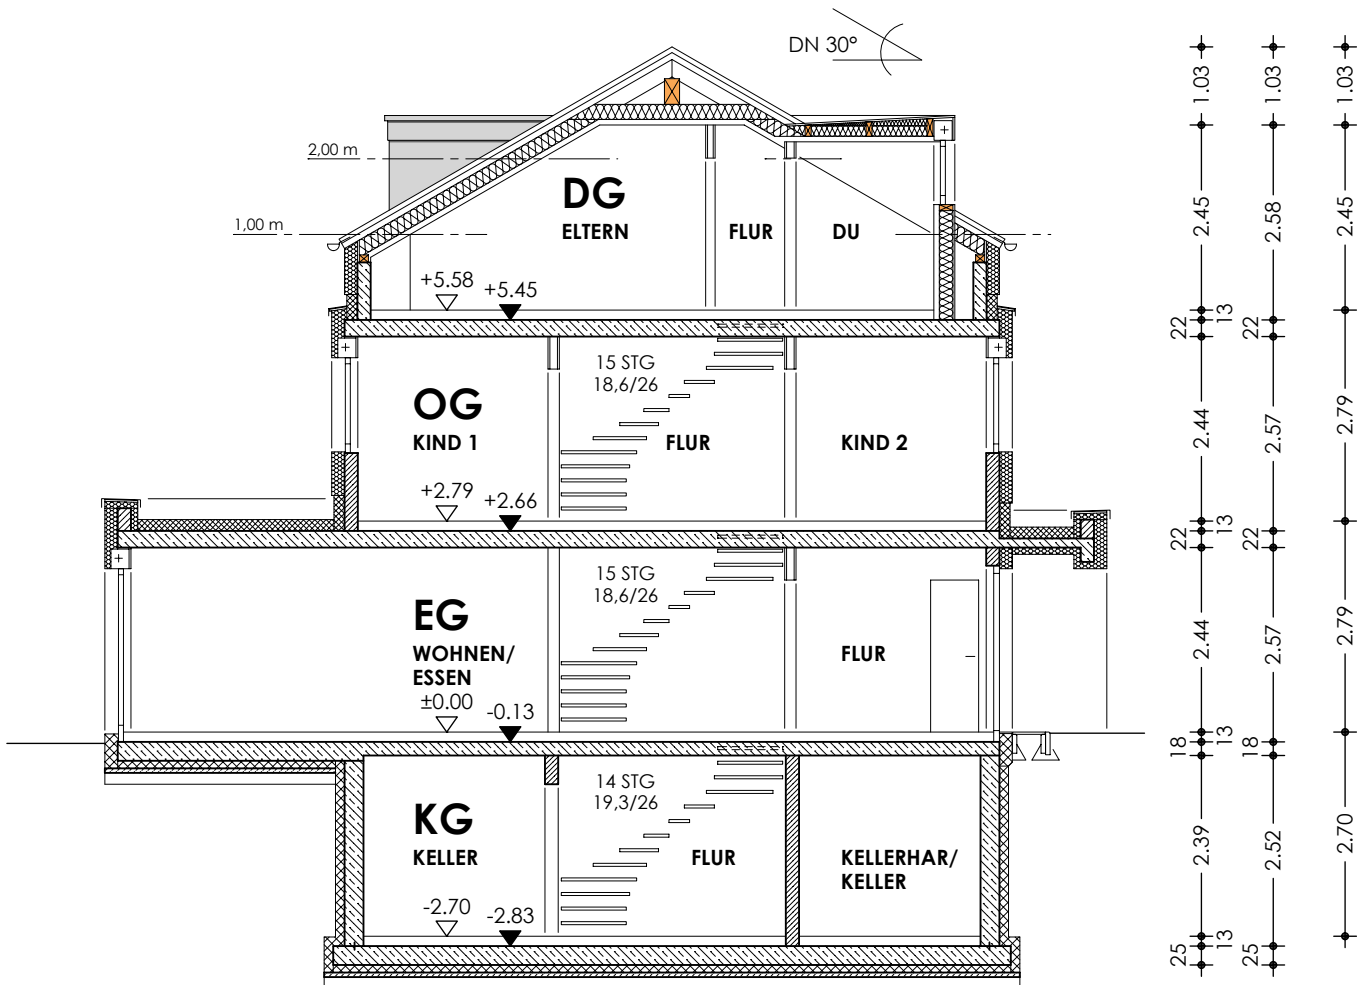 DN 30°
2,00 m
1,00 m
DG
ELTERN
FLUR
DU
+5.58
+5.45
15 STG
18,6/26
OG
KIND 1
FLUR
KIND 2
+2.79
+2.66
15 STG
18,6/26
EG
WOHNEN/
ESSEN
FLUR
±0.00
-0.13
14 STG
19,3/26
KG
KELLER
FLUR
KELLERHAR/
KELLER
-2.70
-2.83
1.03
2.45
13
22
2.44
13
22
2.44
13
18
2.39
13
25
1.03
2.58
22
2.57
22
2.57
18
2.52
25
1.03
2.45
2.79
2.79
2.70